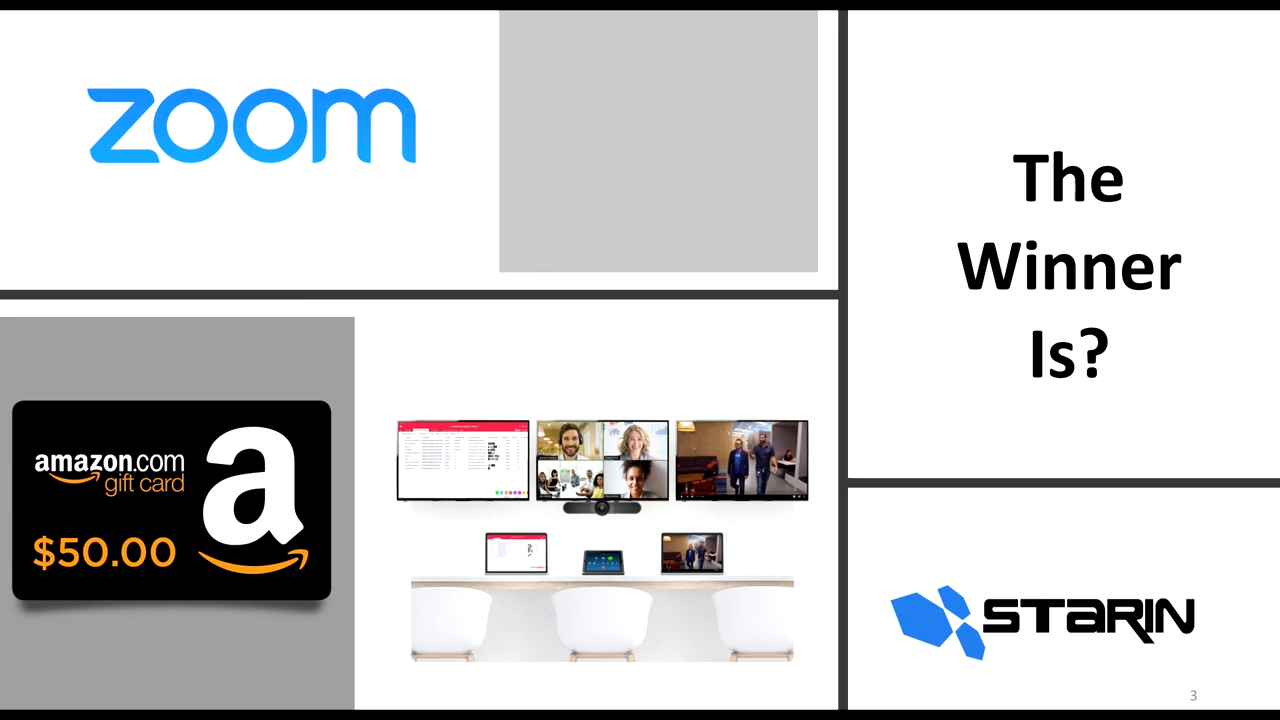 zoom
The
Winner
Is?
amazon.com
gift card
a
$50.00
STARIN
3